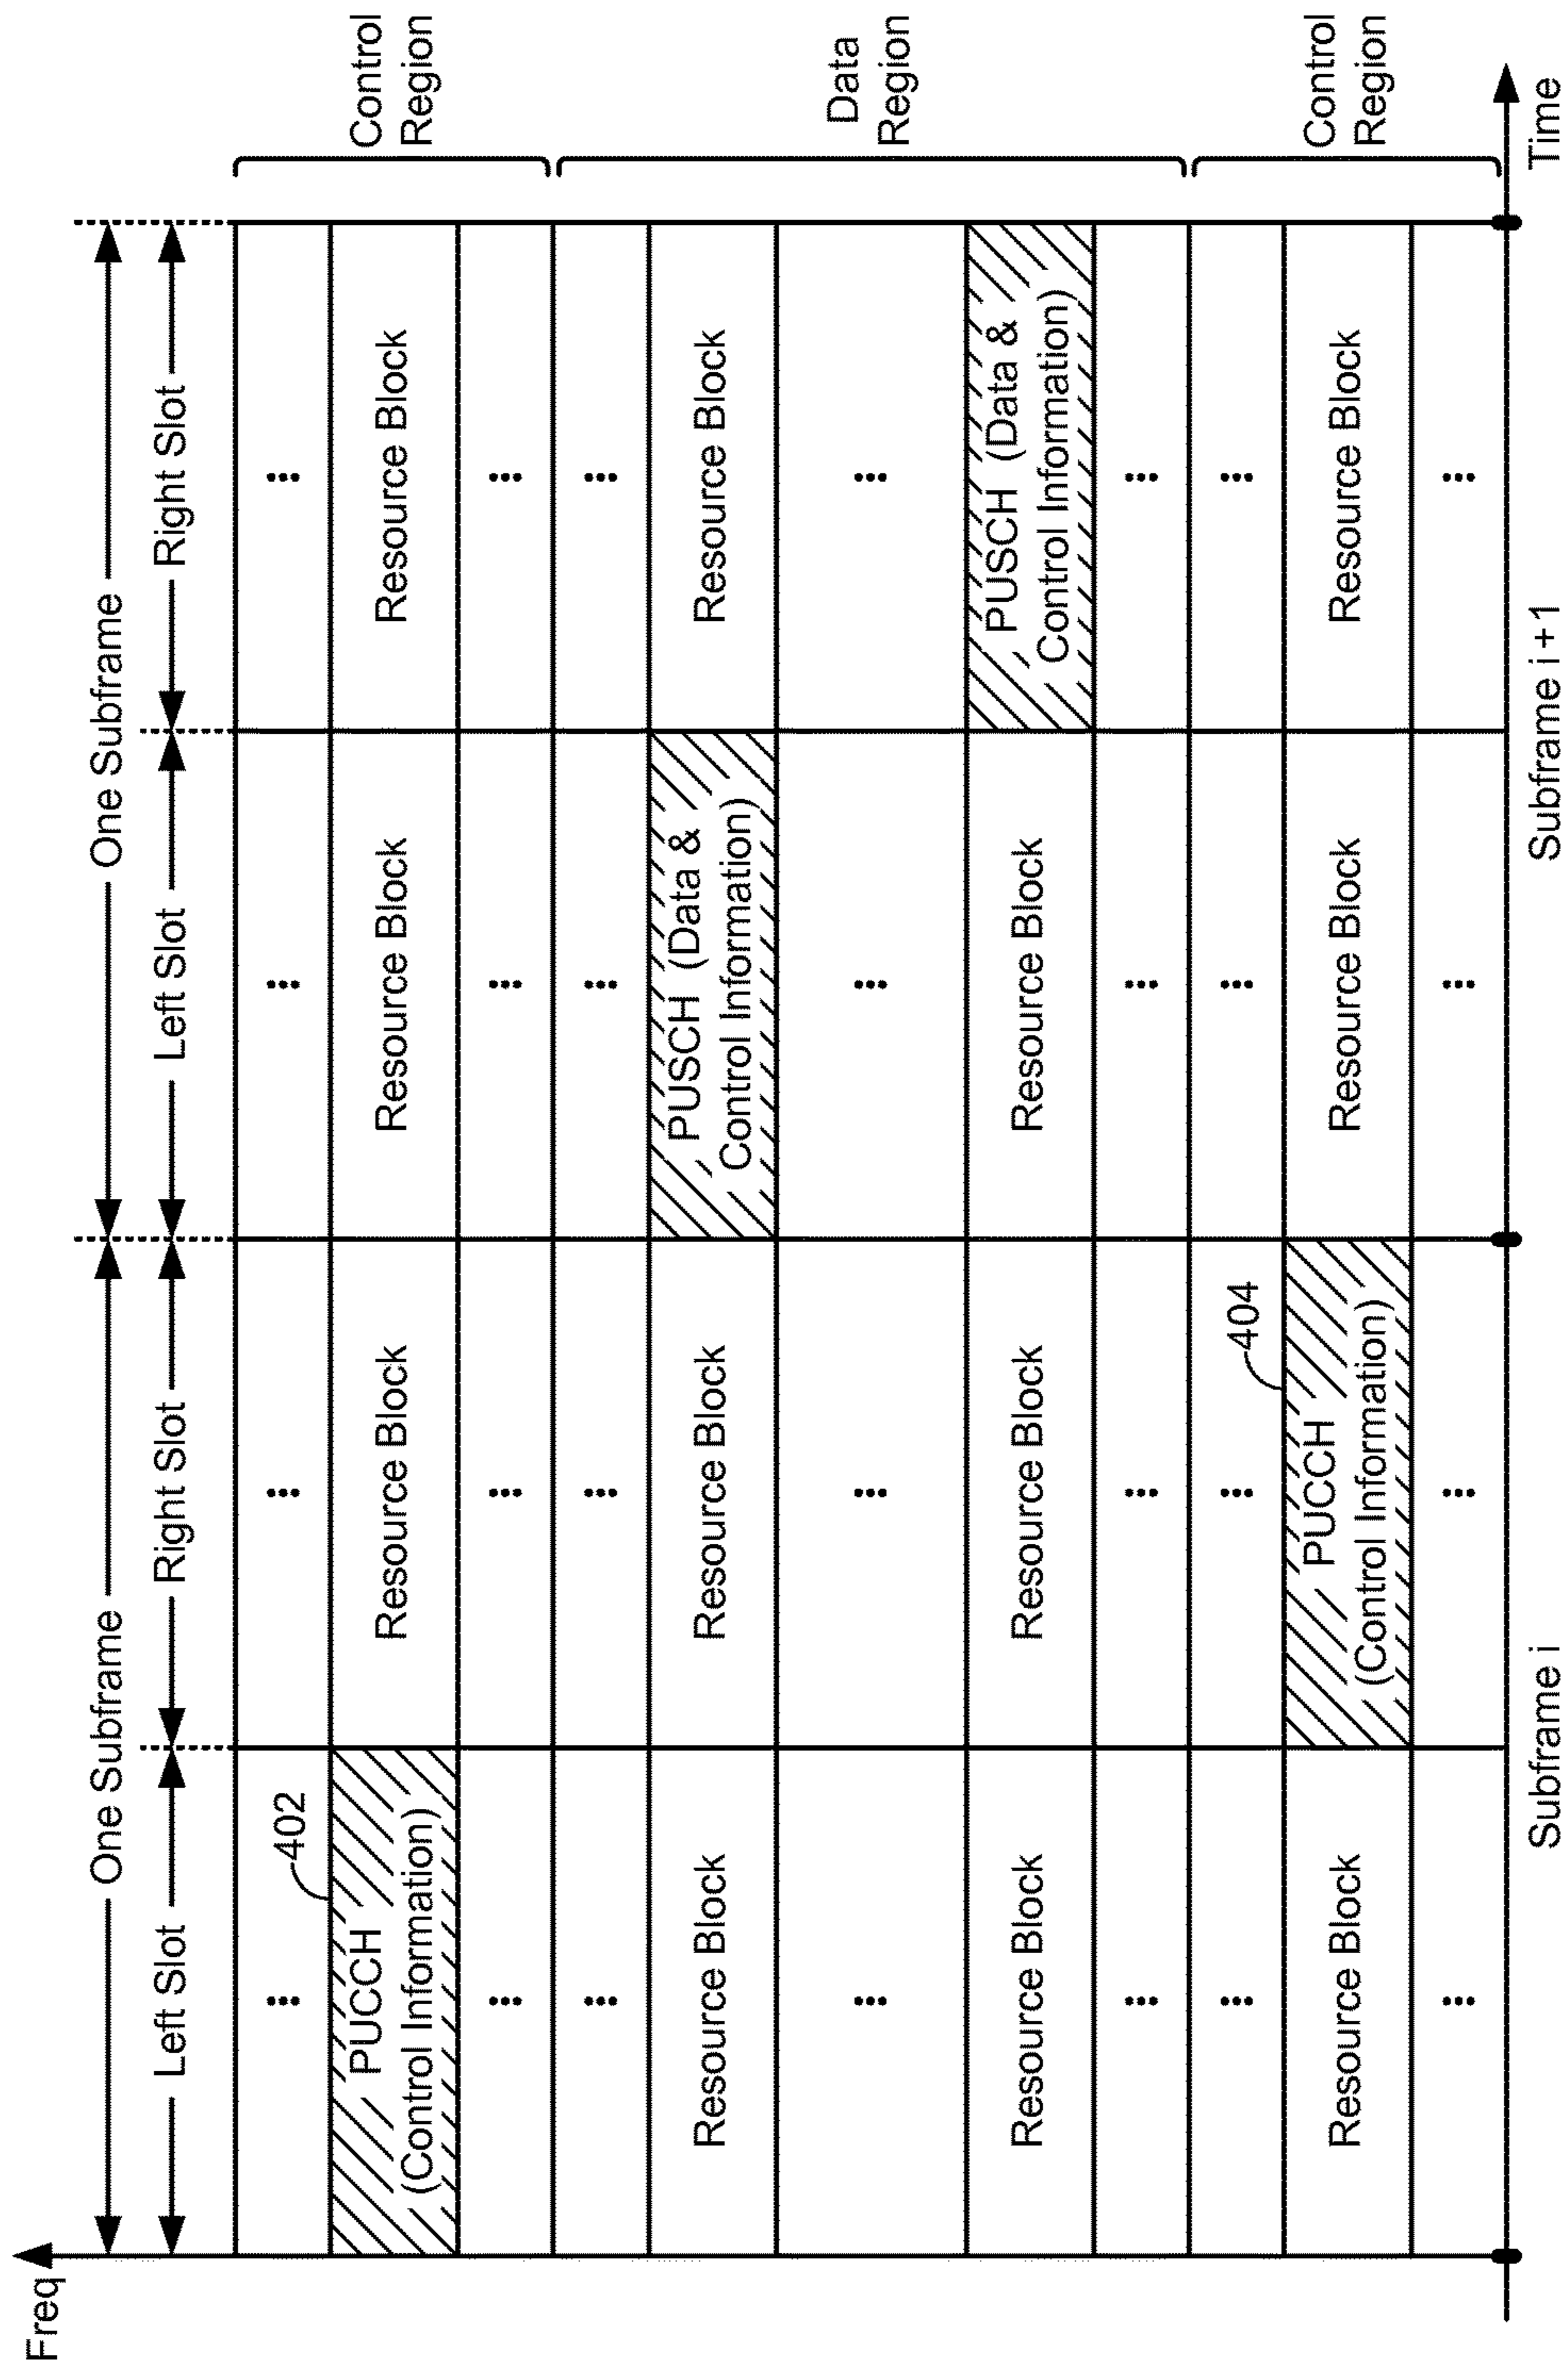 Freq
One Subframe
One Subframe
Left Slot
Right Slot
Left Slot
Right Slot
...
...
...
...
402
PUCCH
(Control Information)
Resource Block
Resource Block
Resource Block
Control
Region
...
...
...
...
...
...
...
...
Resource Block
Resource Block
PUSCH (Data &
Control Information)
Resource Block
...
...
...
...
Data
Region
Resource Block
Resource Block
Resource Block
PUSCH (Data &
Control Information)
...
...
...
...
...
...
...
...
404
Resource Block
PUCCH
(Control Information)
Resource Block
Resource Block
Control
Region
...
...
...
...
Subframe i
Subframe i + 1
Time